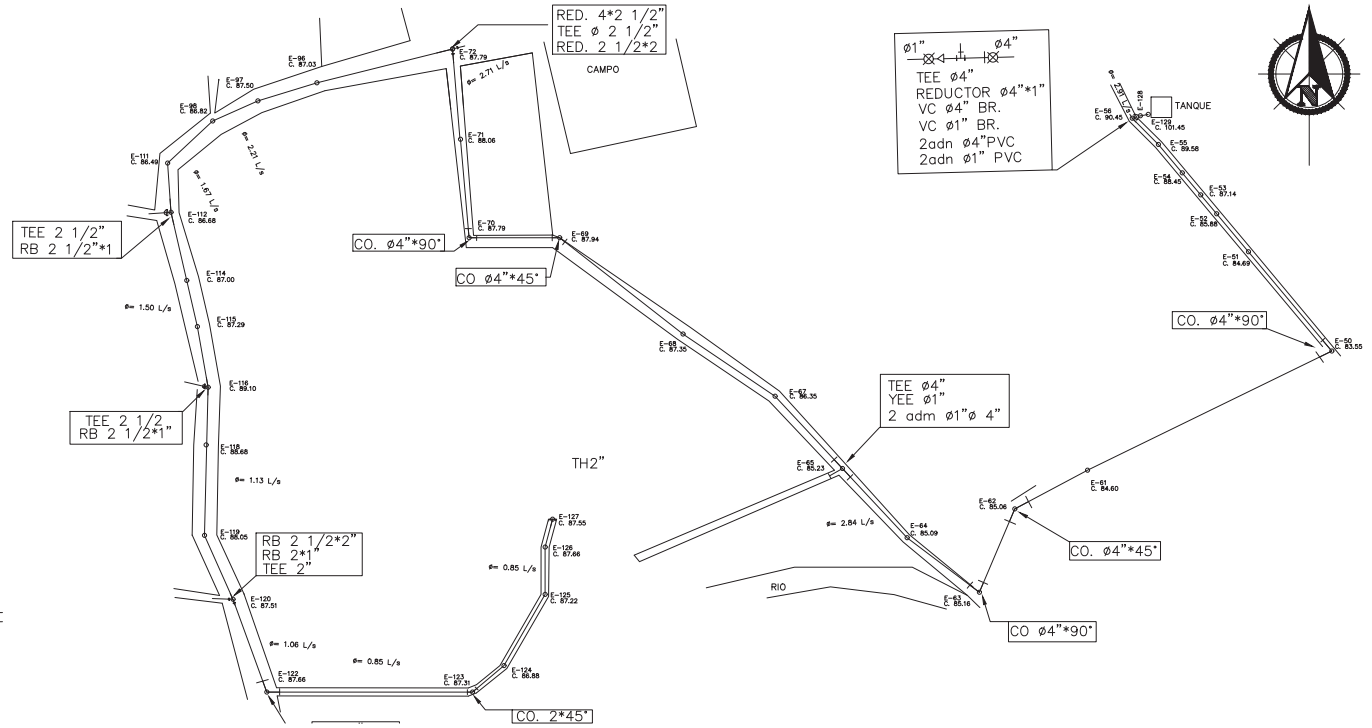 RED. 4*2 1/2”
TEE ø 2 1/2”
RED. 2 1/2*2
E-72
C. 87.79
CAMPO
E-96
C. 87.03
E-97
C. 87.50
E-98
C. 86.82
ø= 2.71 L/s
E-71
C. 88.06
E-111
C. 86.49
ø= 2.21 L/s
ø= 1.67 L/s
E-112
C. 86.68
TEE 2 1/2”
RB 2 1/2”*1
CO. ø4”*90°
E-70
C. 87.79
E-69
C. 87.94
CO ø4”*45°
ø1” ø4”
TEE ø4”
REDUCTOR ø4”*1”
VC ø4” BR.
VC ø1” BR.
2adn ø4”PVC
2adn ø1” PVC
ø= 2.91 L/s
E-128
TANQUE
E-56
C. 90.45
E-129
C. 101.45
E-55
C. 89.58
E-54
C. 88.45
E-53
C. 87.14
E-52
C. 85.88
E-51
C. 84.69
N
CO. ø4”*90°
E-50
C. 83.55
E-114
C. 87.00
ø= 1.50 L/s
E-115
C. 87.29
E-68
C. 87.35
E-116
C. 89.10
E-67
C. 86.35
TEE ø4”
YEE ø1”
2 adm ø1”ø 4”
TEE 2 1/2
RB 2 1/2*1”
E-118
TH2”
E-65
C. 85.23
E-61
C. 84.60
ø= 1.13 L/s
E-62
C. 85.06
ø= 2.84 L/s
E-64
C. 85.09
CO. ø4”*45°
E-119
E-127
C. 87.55
RB 2 1/2*2”
RB 2*1”
TEE 2”
E-126
C. 87.66
ø= 0.85 L/s
RIO
E-63
C. 85.16
E-125
C. 87.22
E-120
C. 87.51
CO ø4”*90°
ø= 1.06 L/s
ø= 0.85 L/s
E-122
C. 87.66
E-123
C. 87.31
E-124
C. 86.88
CO. 2*45°